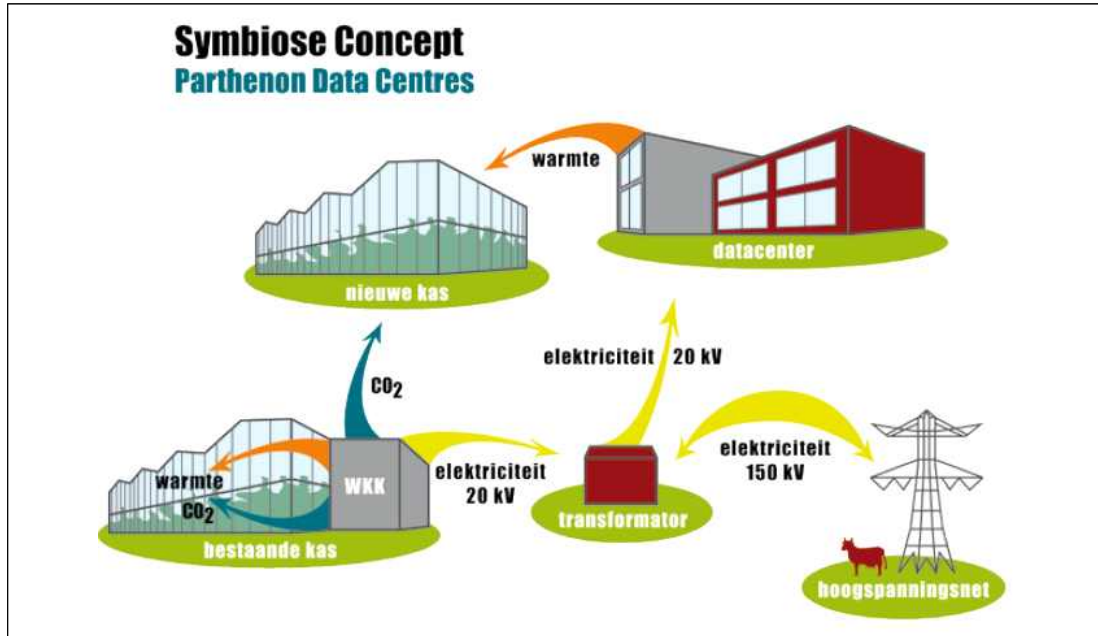 Symbiose Concept
Parthenon Data Centres
warmte
datacenter
nieuwe kas
elektriciteit 20 kV
CO₂
elektriciteit
150 kV
warmte
CO₂
WKK
elektriciteit
20 kV
transformator
bestaande kas
hoogspanningsnet